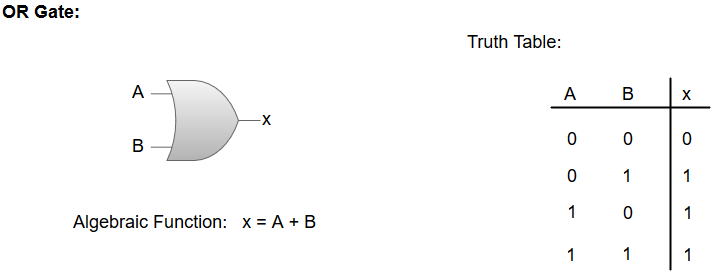 OR Gate:
Truth Table:
A
B
x
Algebraic Function: x = A + B
A B x
0 0 0
0 1 1
1 0 1
1 1 1